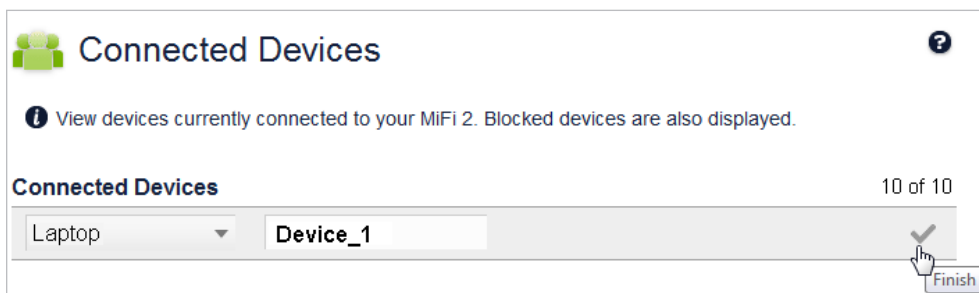 Connected Devices
?
i View devices currently connected to your MiFi 2. Blocked devices are also displayed.
Connected Devices 10 of 10
Laptop Device_1
Finish